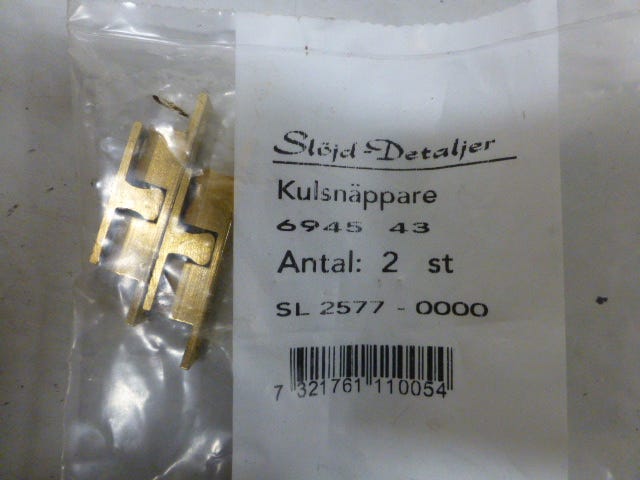 Slöjd-Detaljer
Kulsnäppare
6945 43
Antal: 2 st
SL 2577 - 0000
7 321761 110054